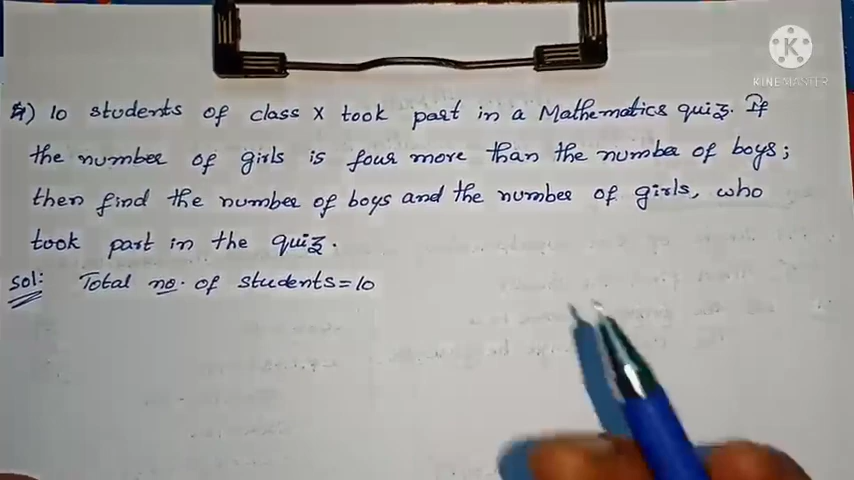 K
KINEMASTER
Q) 10 students of class X took part in a Mathematics quiz. If
the number of girls is four more than the number of boys;
then find the number of boys and the number of girls, who
took part in the quiz.
Sol: Total no. of students = 10